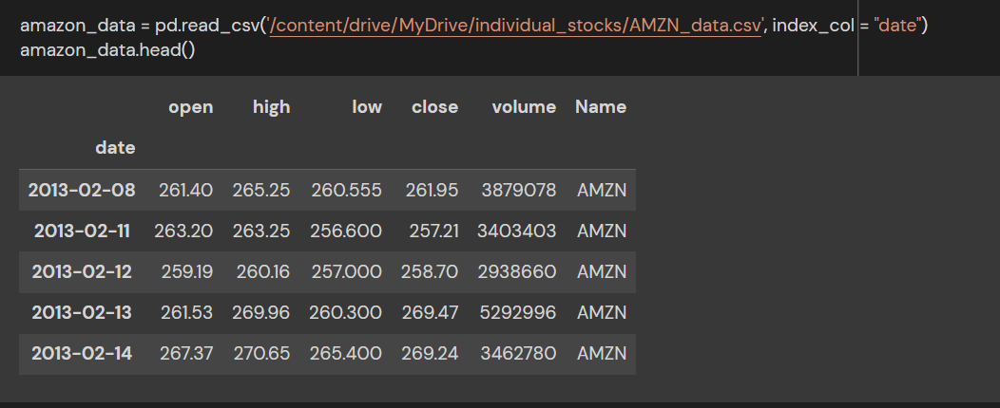 amazon_data = pd.read_csv('/content/drive/MyDrive/individual_stocks/AMZN_data.csv', index_col = "date")
amazon_data.head()
open high low close volume Name
date
2013-02-08 261.40 265.25 260.555 261.95 3879078 AMZN
2013-02-11 263.20 263.25 256.600 257.21 3403403 AMZN
2013-02-12 259.19 260.16 257.000 258.70 2938660 AMZN
2013-02-13 261.53 269.96 260.300 269.47 5292996 AMZN
2013-02-14 267.37 270.65 265.400 269.24 3462780 AMZN